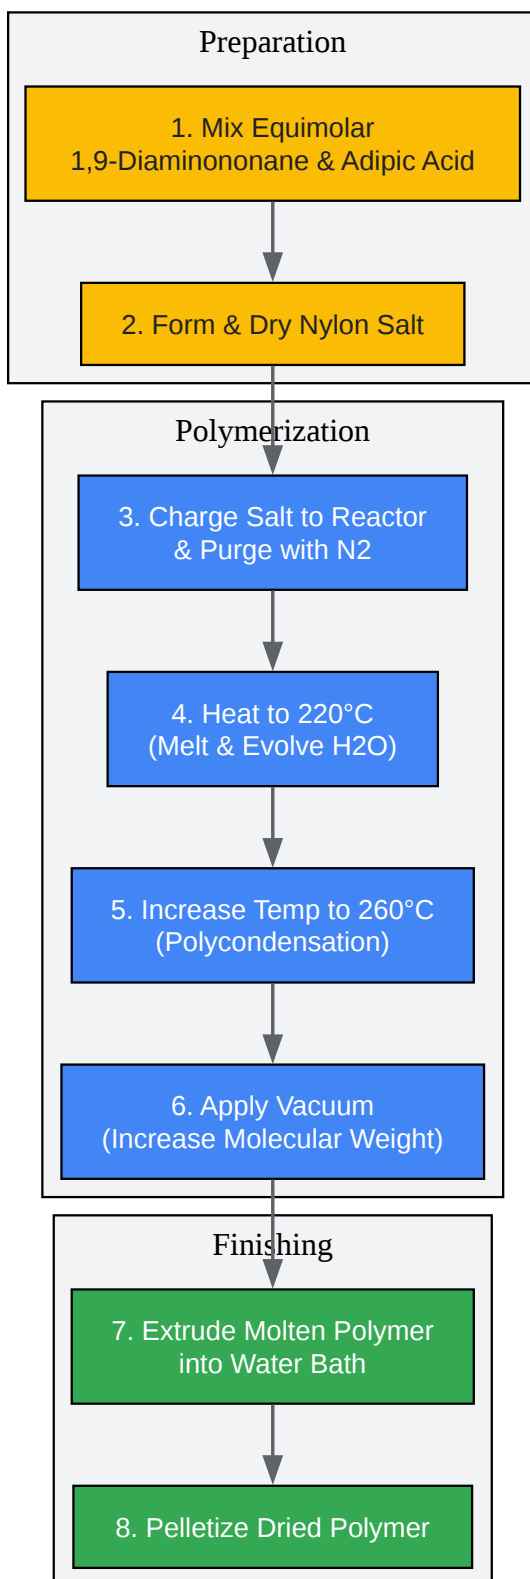 Preparation
1. Mix Equimolar
1,9-Diaminononane & Adipic Acid
2. Form & Dry Nylon Salt
Polymerization
3. Charge Salt to Reactor
& Purge with N2
4. Heat to 220°C
(Melt & Evolve H2O)
5. Increase Temp to 260°C
(Polycondensation)
6. Apply Vacuum
(Increase Molecular Weight)
Finishing
7. Extrude Molten Polymer
into Water Bath
8. Pelletize Dried Polymer